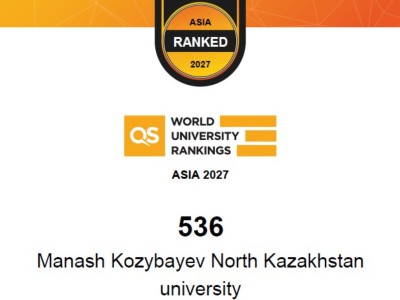 ASIA
RANKED
2027
QS
WORLD
UNIVERSITY
RANKINGS
ASIA 2027
536
Manash Kozybayev North Kazakhstan
university